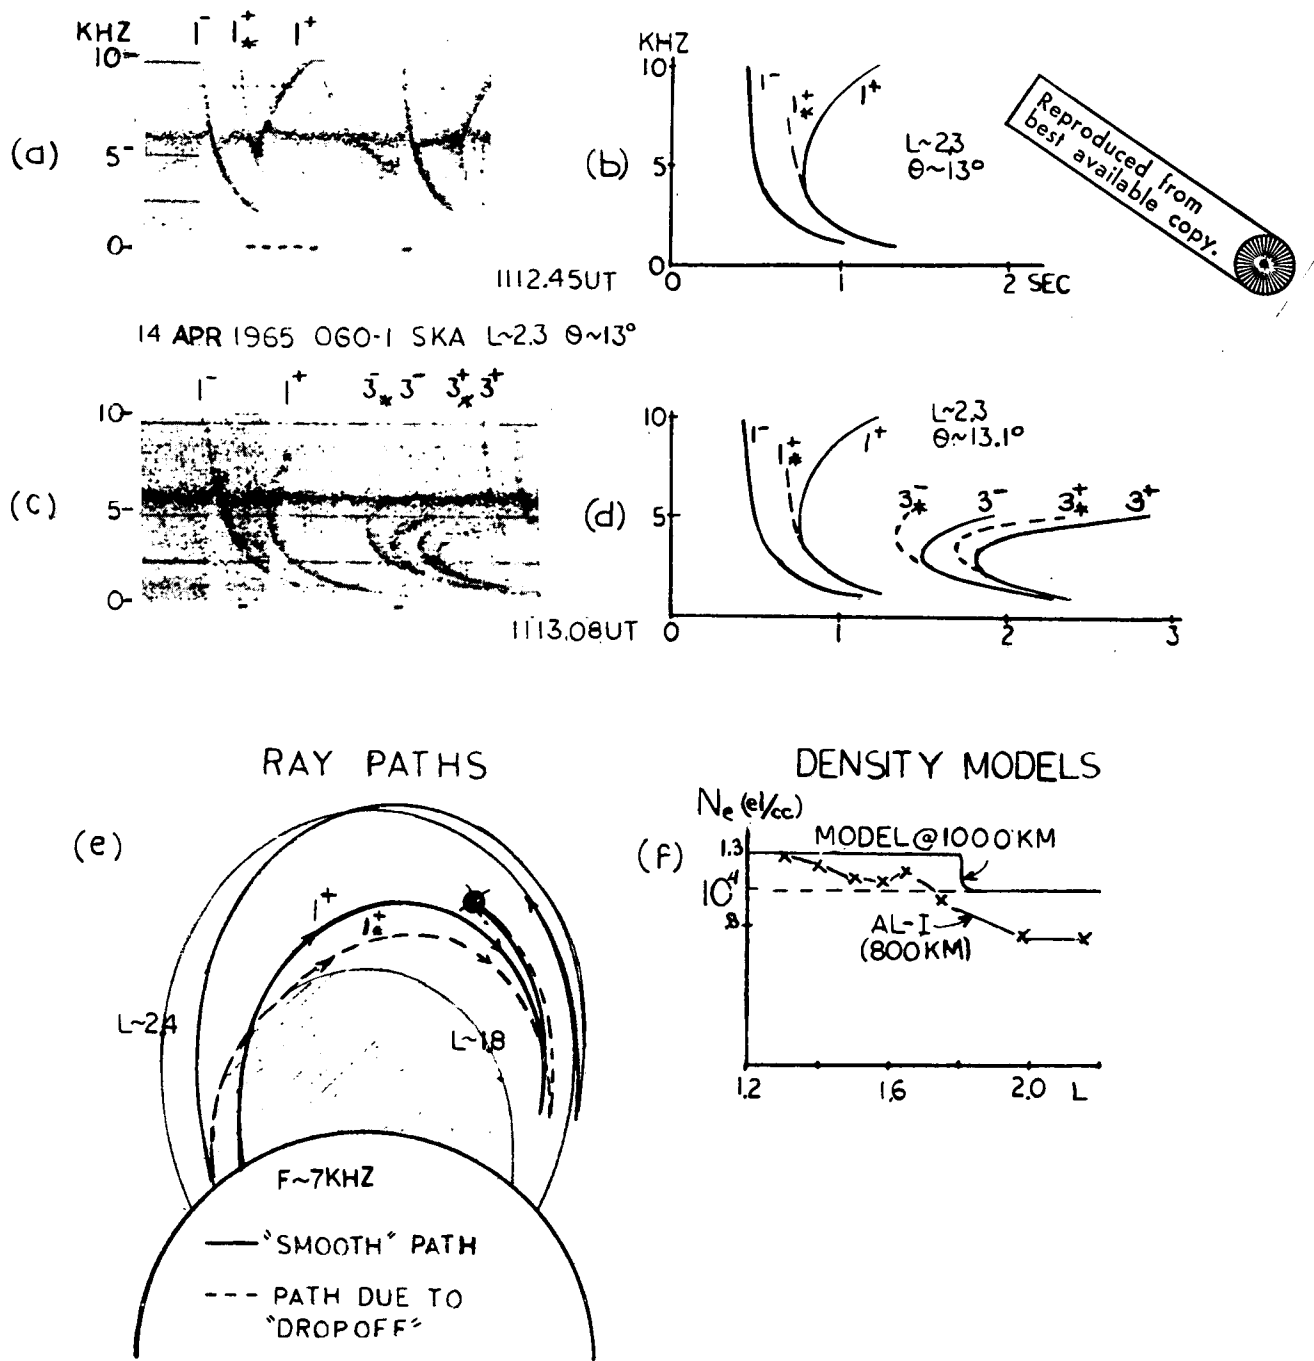 KHZ
1⁻ 1⁺* 1⁺
10
(a)
5
0
1112.45UT
KHZ
10
1⁻
1⁺*
1⁺
(b)
5
L~2.3
θ~13°
0
0 1 2 SEC
Reproduced from
best available copy.
14 APR 1965 OGO-1 SKA L~2.3 θ~13°
1⁻ 1⁺ 3⁻* 3⁻ 3⁺* 3⁺
10
(c)
5
0
1113.08UT
10
L~2.3
θ~13.1°
1⁻
1⁺*
1⁺
(d)
5
3⁻* 3⁻ 3⁺* 3⁺
0 1 2 3
RAY PATHS
(e)
1⁺
1⁺*
L~2.4
L~1.8
F~7KHZ
"SMOOTH" PATH
PATH DUE TO
"DROPOFF"
DENSITY MODELS
Nₑ (el/cc)
(f)
1.3
MODEL @ 1000 KM
10⁴
.8
AL-I
(800KM)
1.2 1.6 2.0 L